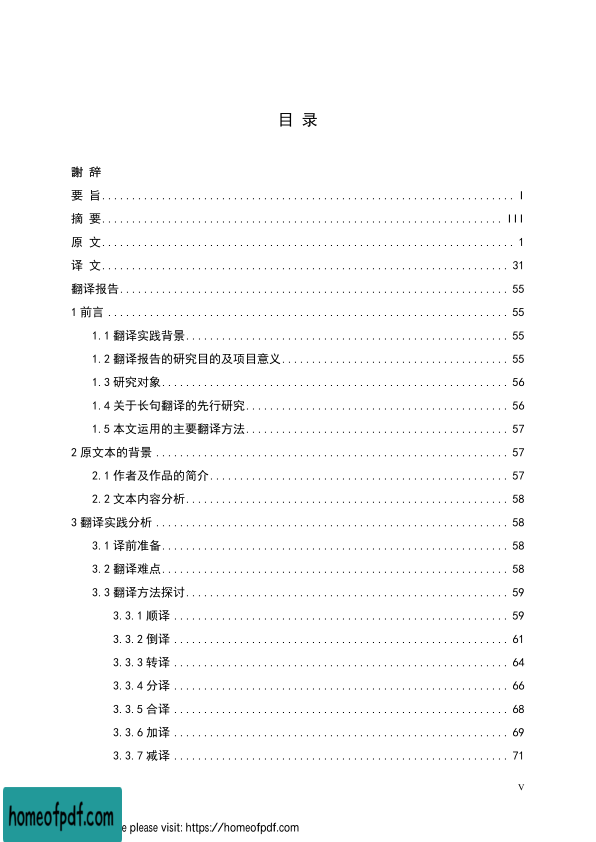 目 录
謝 辞
要 旨 I
摘 要 III
原 文 1
译 文 31
翻译报告 55
1 前言 55
1.1 翻译实践背景 55
1.2 翻译报告的研究目的及项目意义 55
1.3 研究对象 56
1.4 关于长句翻译的先行研究 56
1.5 本文运用的主要翻译方法 57
2 原文本的背景 57
2.1 作者及作品的简介 57
2.2 文本内容分析 58
3 翻译实践分析 58
3.1 译前准备 58
3.2 翻译难点 58
3.3 翻译方法探讨 59
3.3.1 顺译 59
3.3.2 倒译 61
3.3.3 转译 64
3.3.4 分译 66
3.3.5 合译 68
3.3.6 加译 69
3.3.7 减译 71
V
homeofpdf.com
please visit: https://homeofpdf.com